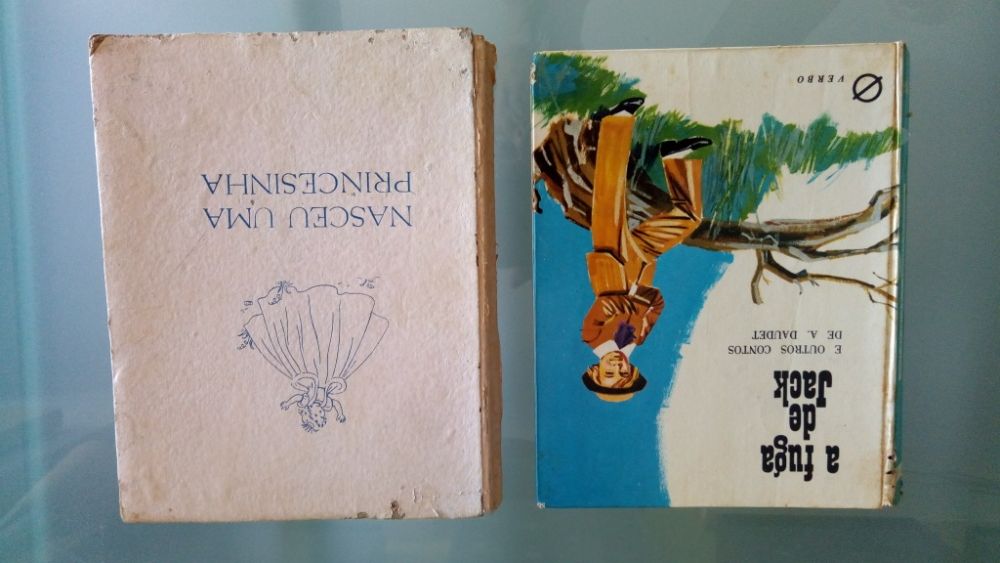 NASCEU UMA
PRINCESINHA
a fuga
de
Jack
E OUTROS CONTOS
DE A. DAUDET
VERBO